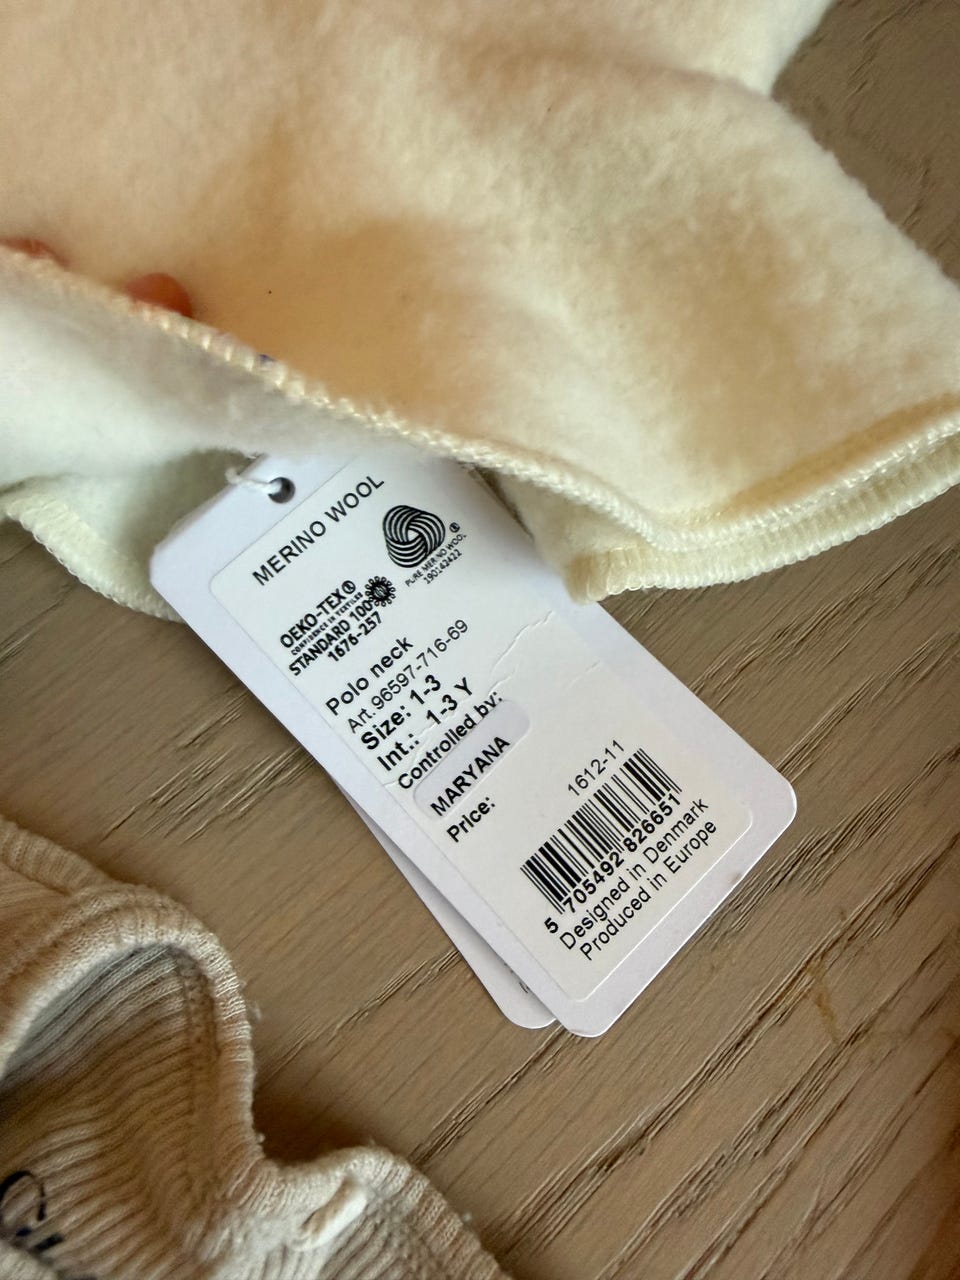 MERINO WOOL
PURE MERINO WOOL
190142422
OEKO-TEX®
CONFIDENCE IN TEXTILES
STANDARD 100
1676-257
Polo neck
Art. 96597-716-69
Size: 1-3
Int.: 1-3 Y
Controlled by:
MARYANA
Price:
1612-11
5 705492 826651
Designed in Denmark
Produced in Europe